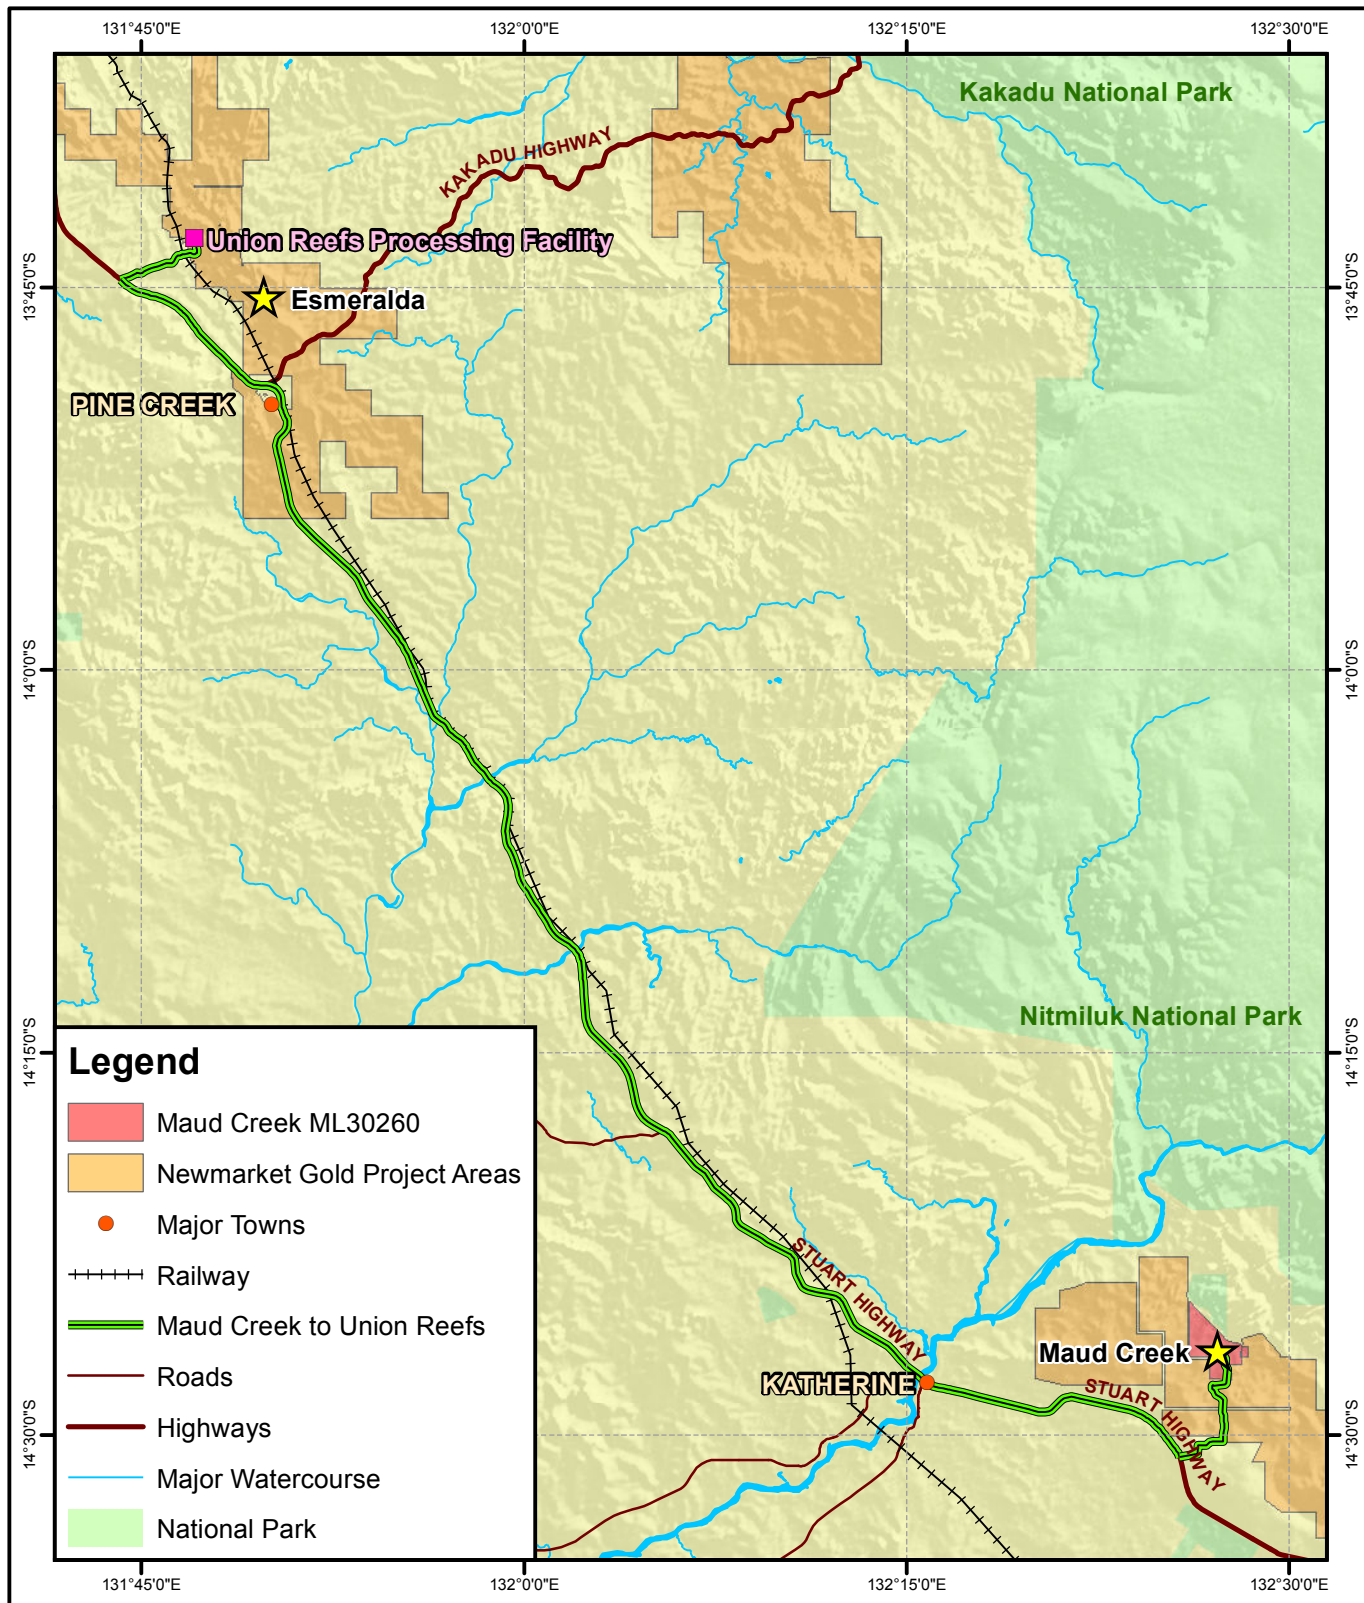 131°45'0"E
132°0'0"E
132°15'0"E
132°30'0"E
Kakadu National Park
KAKADU HIGHWAY
Union Reefs Processing Facility
13°45'0"S
13°45'0"S
Esmeralda
PINE CREEK
14°0'0"S
14°0'0"S
Nitmiluk National Park
14°15'0"S
14°15'0"S
Legend
Maud Creek ML30260
Newmarket Gold Project Areas
Major Towns
Railway
Maud Creek to Union Reefs
Roads
Highways
Major Watercourse
National Park
STUART HIGHWAY
Maud Creek
KATHERINE
STUART HIGHWAY
14°30'0"S
14°30'0"S
131°45'0"E
132°0'0"E
132°15'0"E
132°30'0"E